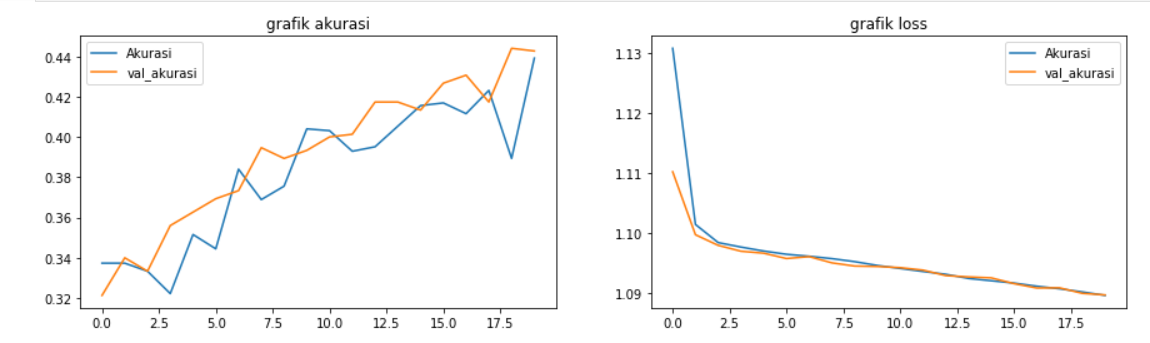 grafik akurasi
Akurasi
val_akurasi
0.44
0.42
0.40
0.38
0.36
0.34
0.32
0.0 2.5 5.0 7.5 10.0 12.5 15.0 17.5
grafik loss
Akurasi
val_akurasi
1.13
1.12
1.11
1.10
1.09
0.0 2.5 5.0 7.5 10.0 12.5 15.0 17.5